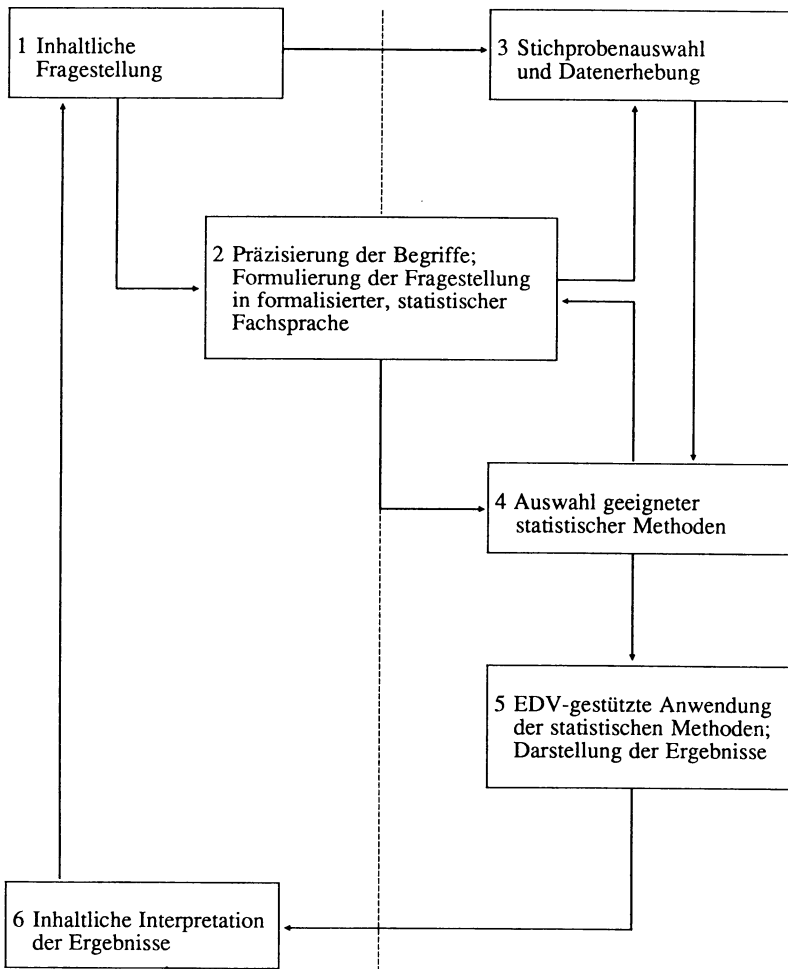 1 Inhaltliche
Fragestellung
3 Stichprobenauswahl
und Datenerhebung
2 Präzisierung der Begriffe;
Formulierung der Fragestellung
in formalisierter, statistischer
Fachsprache
4 Auswahl geeigneter
statistischer Methoden
5 EDV-gestützte Anwendung
der statistischen Methoden;
Darstellung der Ergebnisse
6 Inhaltliche Interpretation
der Ergebnisse